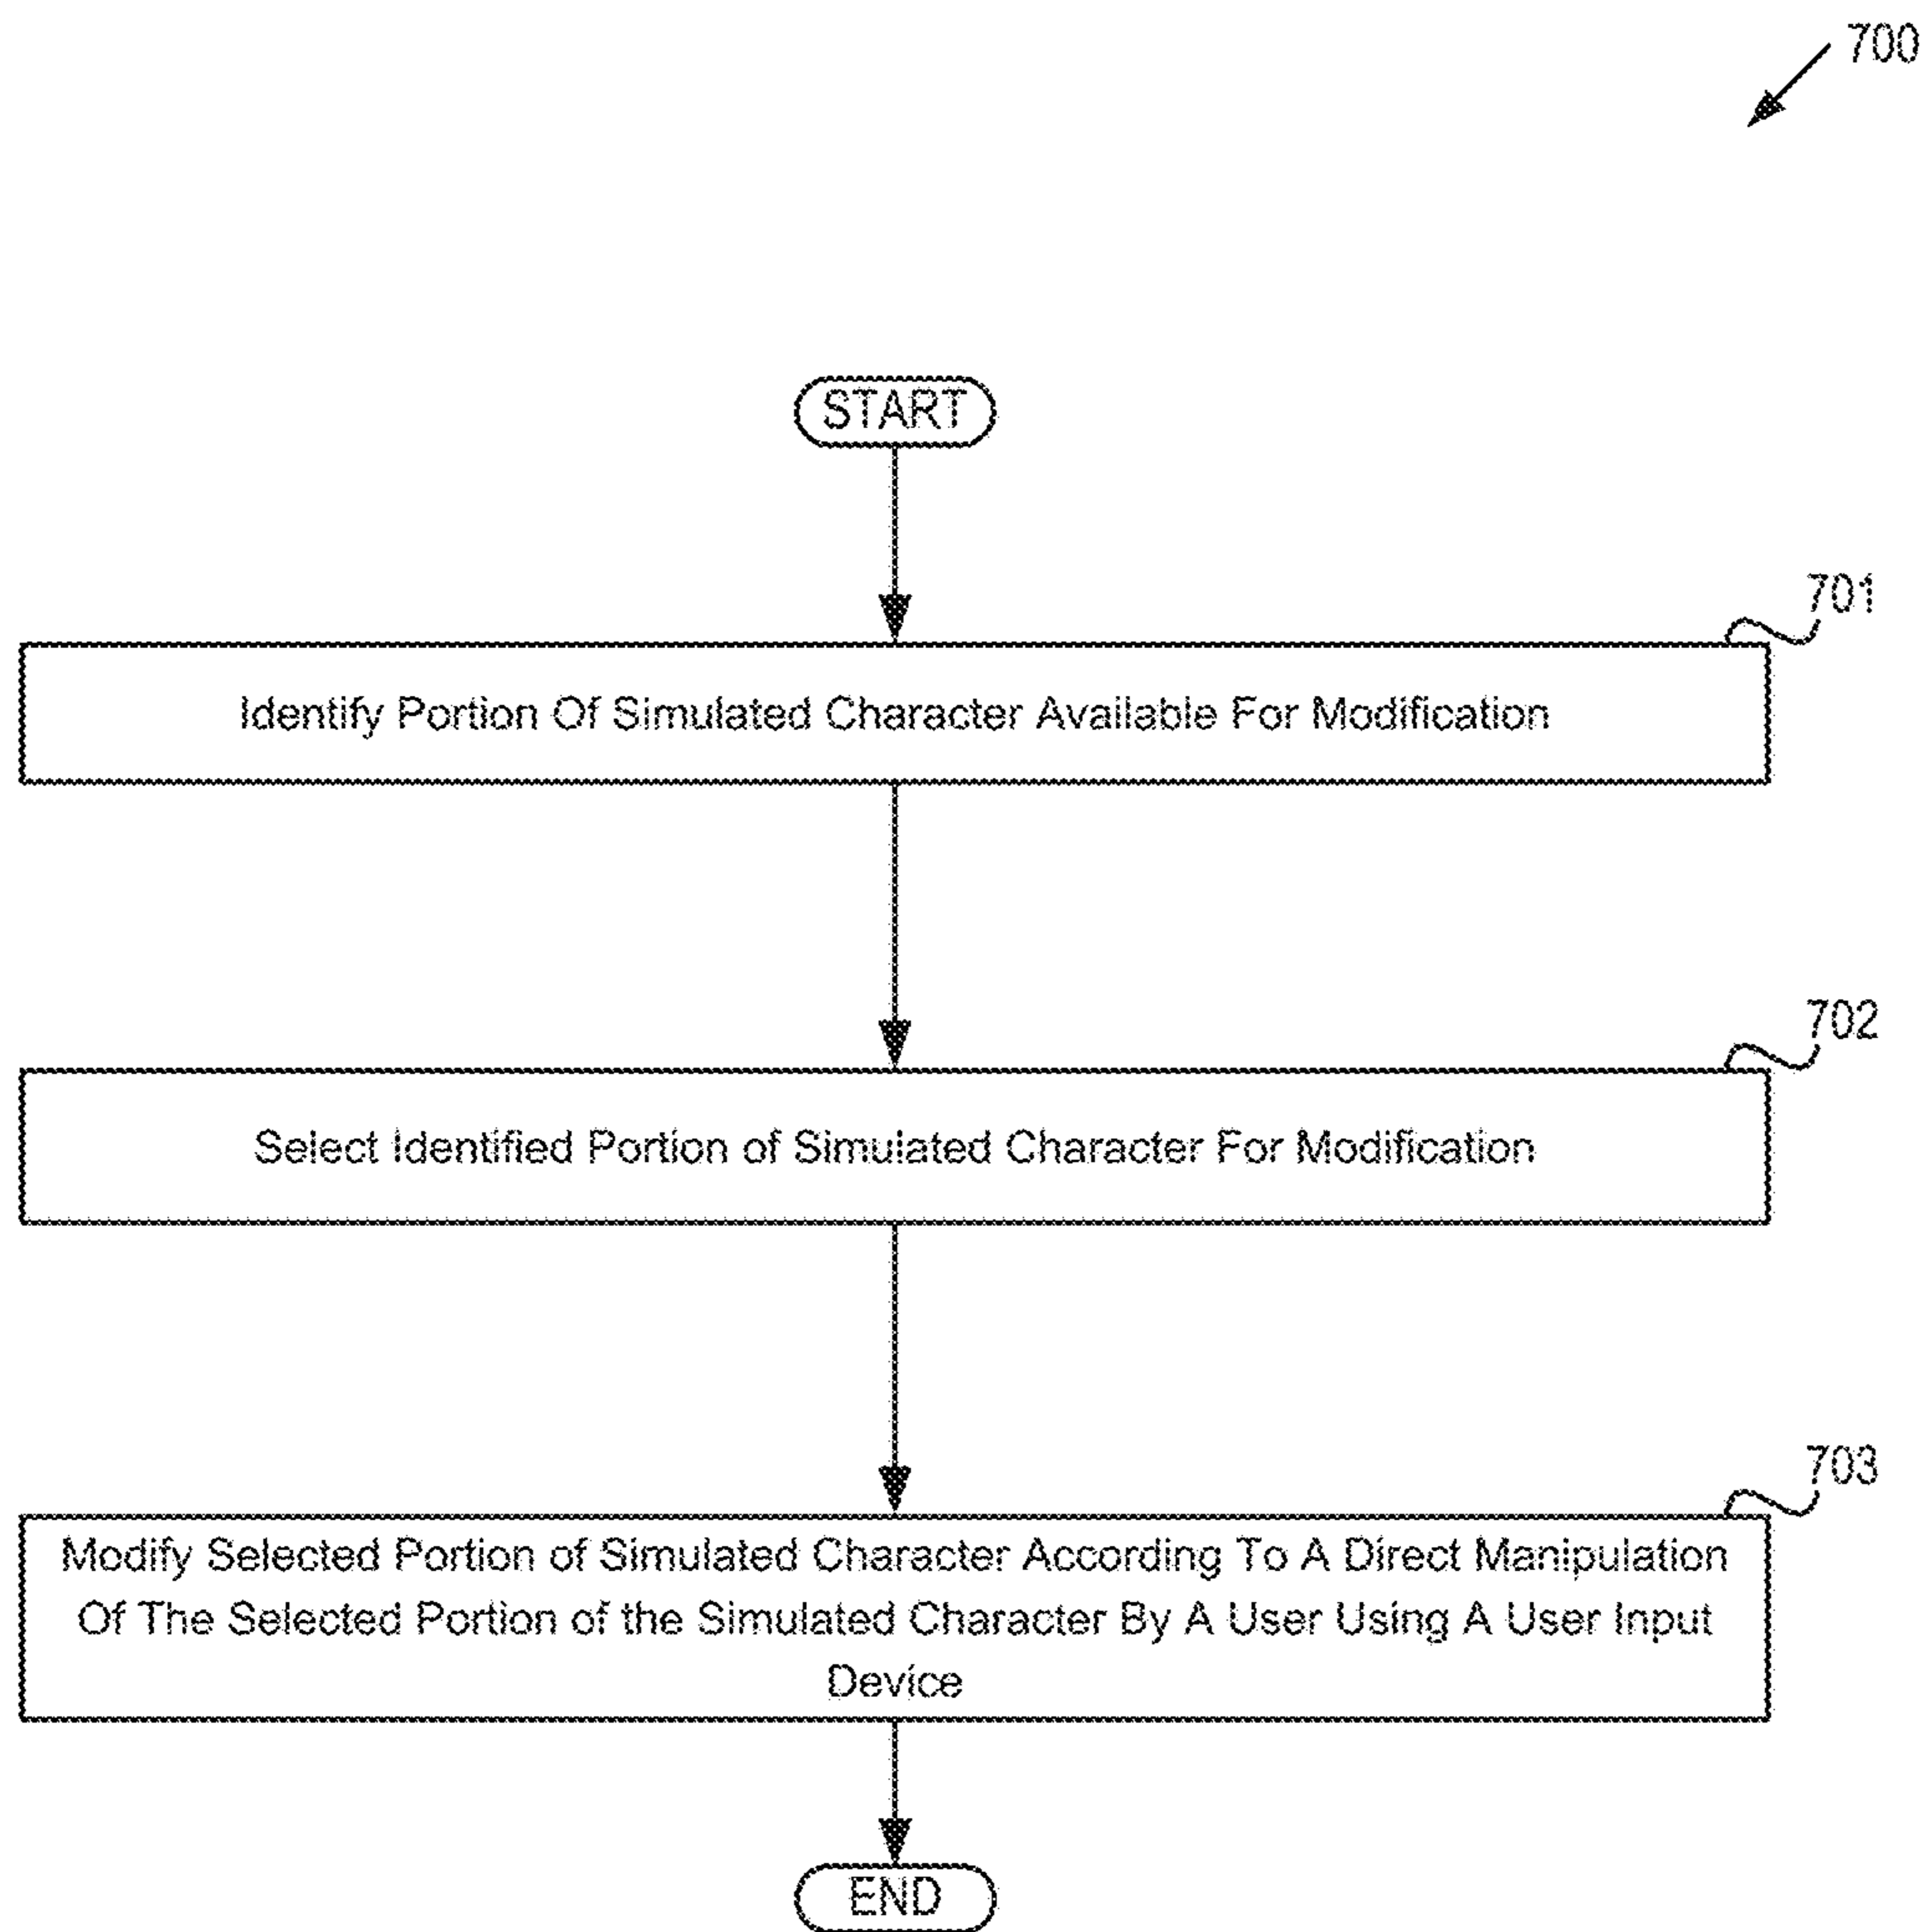 700
START
701
Identify Portion Of Simulated Character Available For Modification
702
Select Identified Portion of Simulated Character For Modification
703
Modify Selected Portion of Simulated Character According To A Direct Manipulation
Of The Selected Portion of the Simulated Character By A User Using A User Input
Device
END